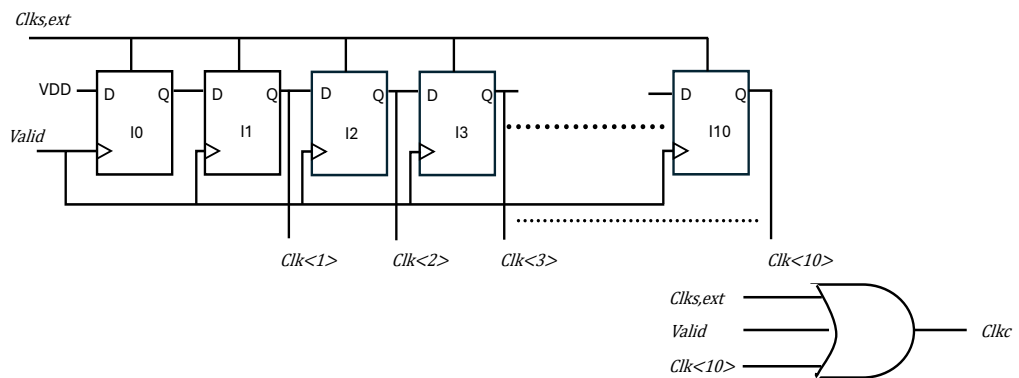 Clks,ext
VDD D Q D Q D Q D Q D Q
I0 I1 I2 I3 I10
Valid
Clk<1> Clk<2> Clk<3> Clk<10>
Clks,ext
Valid Clkc
Clk<10>